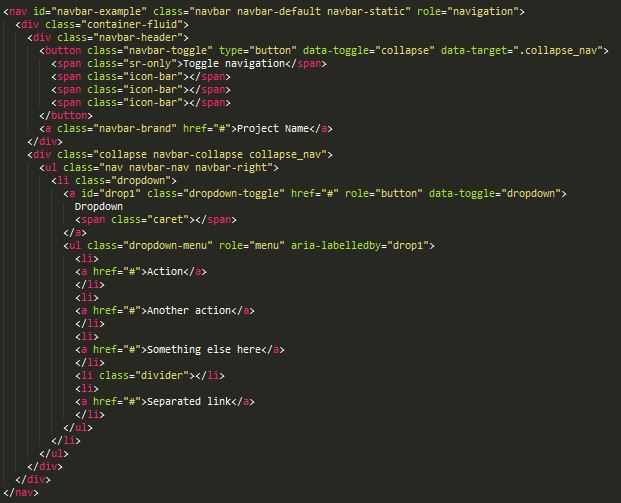 <nav id="navbar-example" class="navbar navbar-default navbar-static" role="navigation">
<div class="container-fluid">
<div class="navbar-header">
<button class="navbar-toggle" type="button" data-toggle="collapse" data-target=".collapse_nav">
<span class="sr-only">Toggle navigation</span>
<span class="icon-bar"></span>
<span class="icon-bar"></span>
<span class="icon-bar"></span>
</button>
<a class="navbar-brand" href="#">Project Name</a>
</div>
<div class="collapse navbar-collapse collapse_nav">
<ul class="nav navbar-nav navbar-right">
<li class="dropdown">
<a id="drop1" class="dropdown-toggle" href="#" role="button" data-toggle="dropdown">
Dropdown
<span class="caret"></span>
</a>
<ul class="dropdown-menu" role="menu" aria-labelledby="drop1">
<li>
<a href="#">Action</a>
</li>
<li>
<a href="#">Another action</a>
</li>
<li>
<a href="#">Something else here</a>
</li>
<li class="divider"></li>
<li>
<a href="#">Separated link</a>
</li>
</ul>
</li>
</ul>
</div>
</div>
</nav>